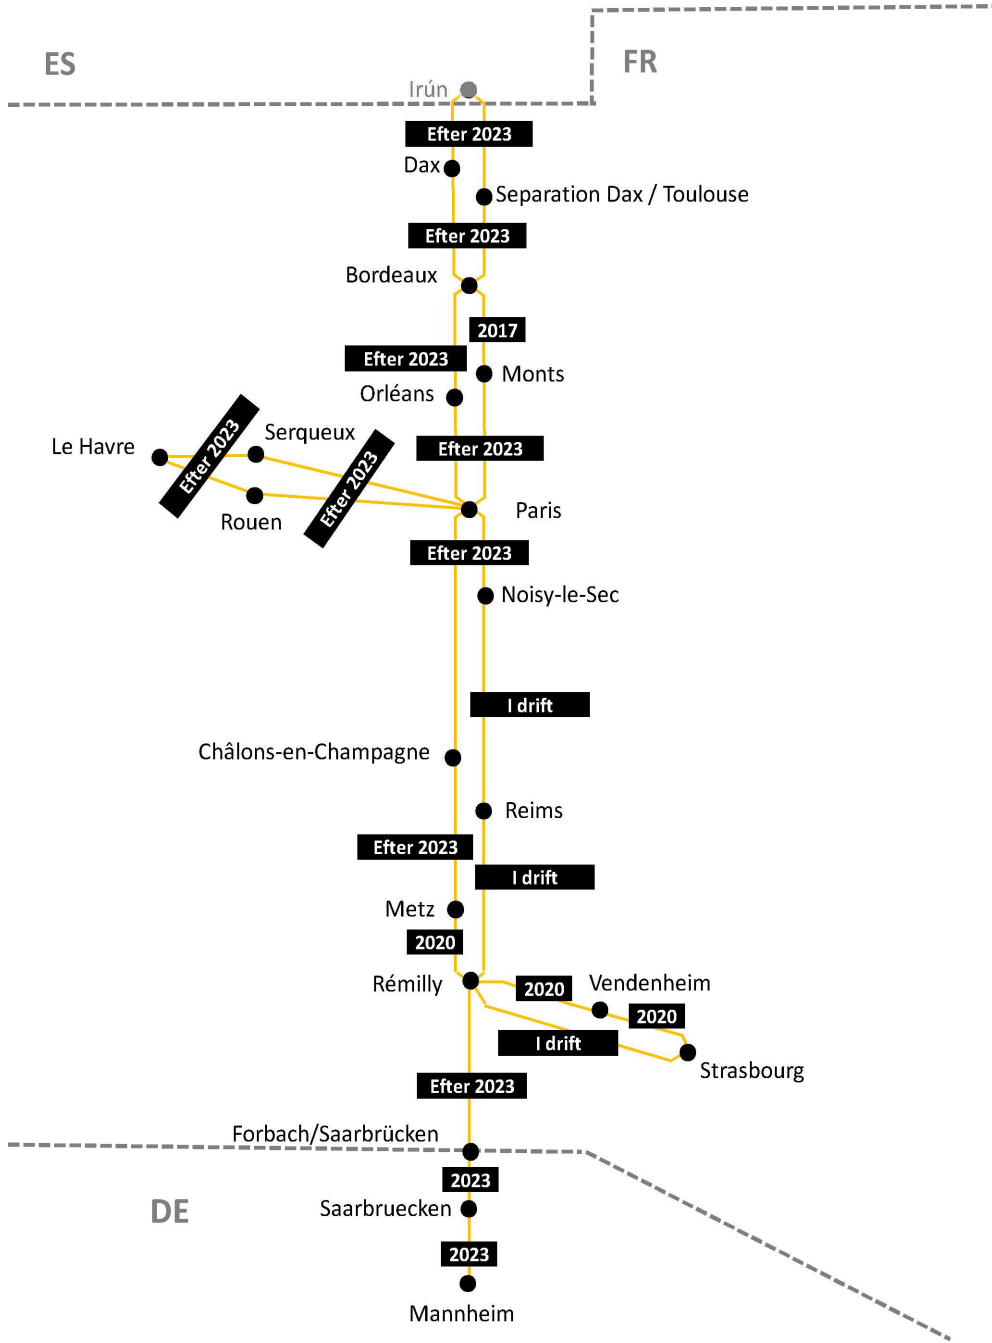 ES
FR
Irún
Efter 2023
Dax
Separation Dax / Toulouse
Efter 2023
Bordeaux
2017
Efter 2023
Monts
Orléans
Serqueux
Le Havre
Efter 2023
Efter 2023
Efter 2023
Rouen
Paris
Efter 2023
Noisy-le-Sec
I drift
Châlons-en-Champagne
Reims
Efter 2023
I drift
Metz
2020
Rémilly
Vendenheim
2020
2020
I drift
Strasbourg
Efter 2023
Forbach/Saarbrücken
2023
DE
Saarbruecken
2023
Mannheim